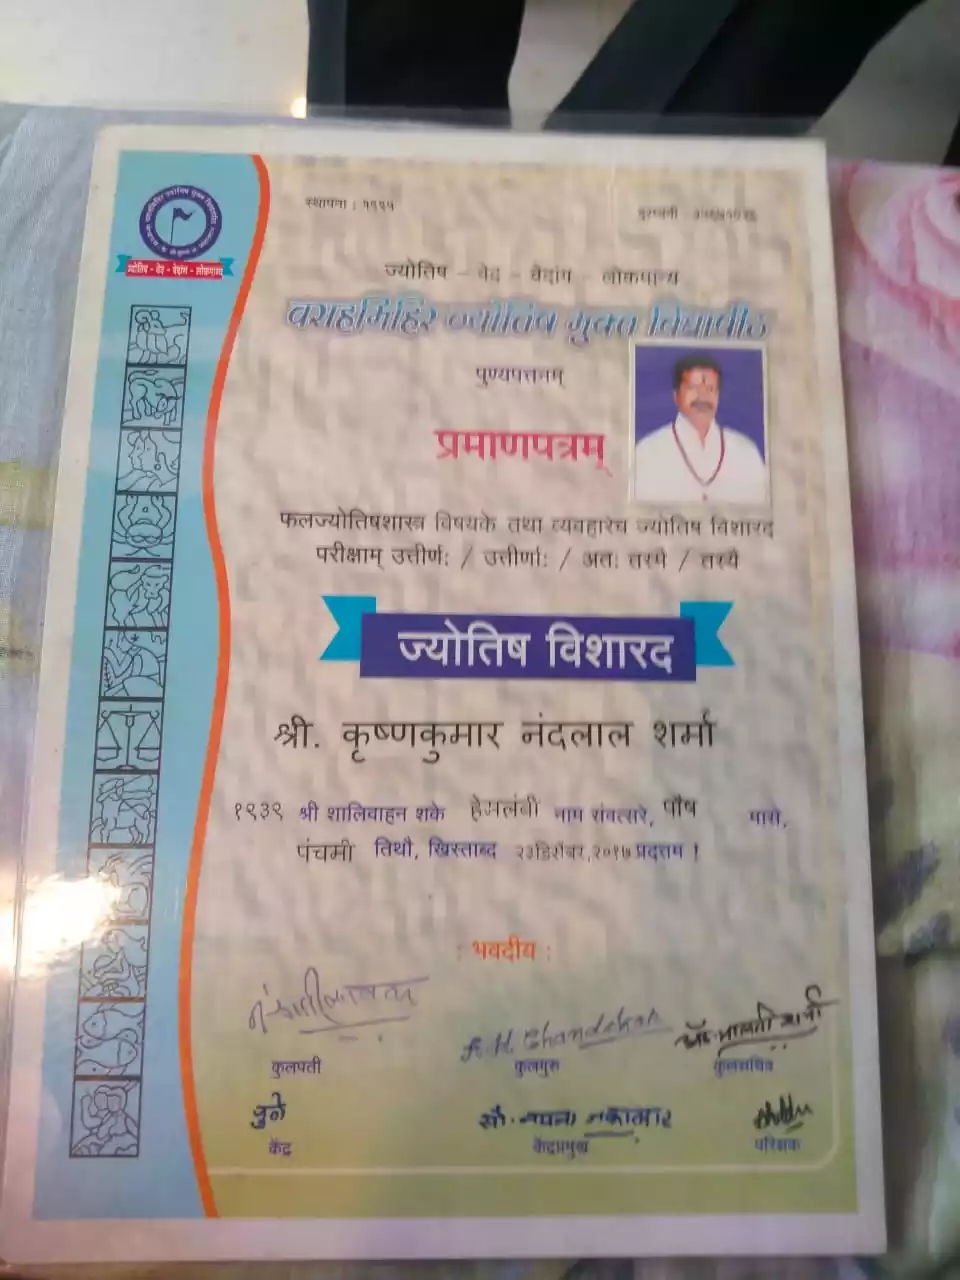 ज्योतिष - वेद - वेदांग - लोकमान्य
स्थापना : १९९५
ज्योतिष - वेद - वेदांग - लोकमान्य
वराहमिहिर ज्योतिष मुक्त विद्यापीठ
पुण्यपत्तनम्
प्रमाणपत्रम्
फलज्योतिषशास्त्र विषयके तथा व्यवहारेच ज्योतिष विशारद
परीक्षाम् उत्तीर्णः / उत्तीर्णाः / अतः तस्मै / तस्यै
ज्योतिष विशारद
श्री. कृष्णकुमार नंदलाल शर्मा
१९३९ श्री शालिवाहन शके हेमलंबी नाम संवत्सरे, पौष मासे,
पंचमी तिथौ, ख्रिस्ताब्द २३डिसेंबर,२०१७ प्रदत्तम !
: भवदीय :
कुलपती
कुलगुरु
कुलसचिव
पुणे
केंद्र
केंद्रप्रमुख
परिक्षक